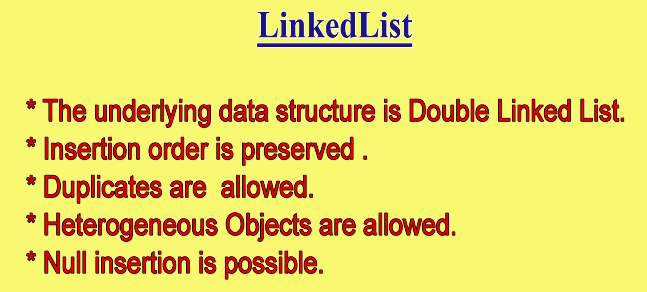 LinkedList
* The underlying data structure is Double Linked List.
* Insertion order is preserved .
* Duplicates are  allowed.
* Heterogeneous Objects are allowed.
* Null insertion is possible.